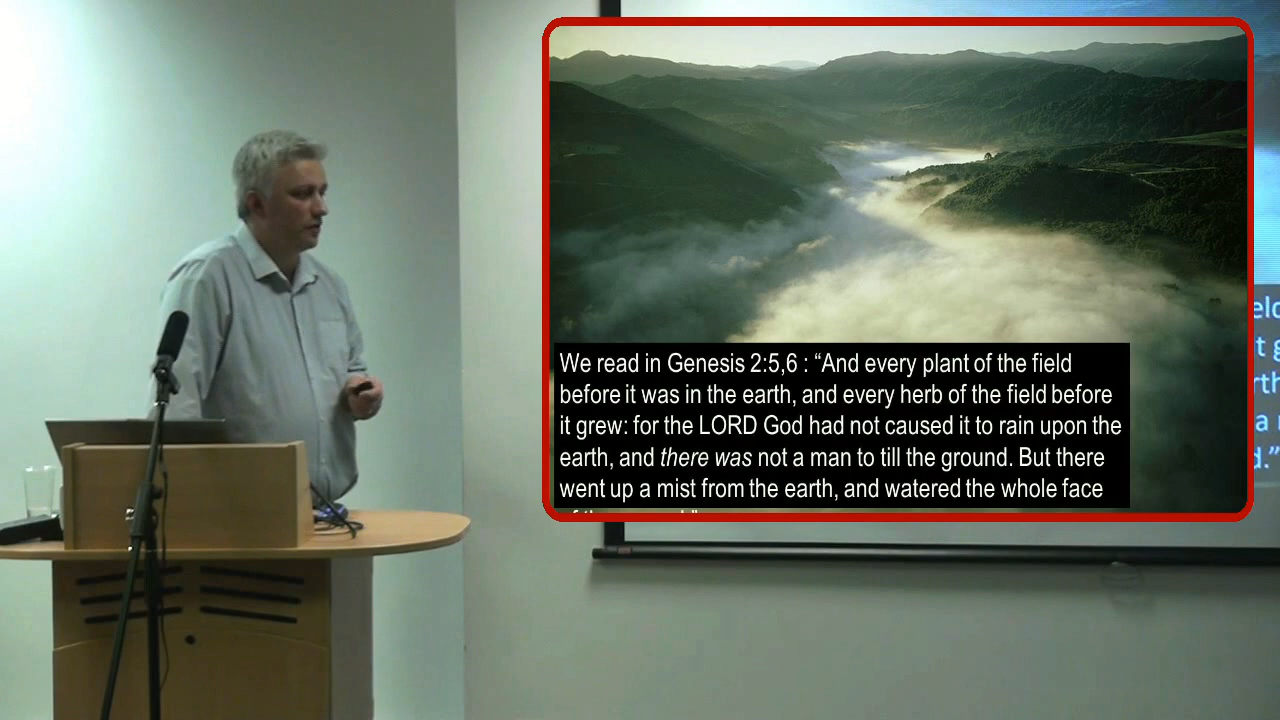 We read in Genesis 2:5,6 : “And every plant of the field
before it was in the earth, and every herb of the field before
it grew: for the LORD God had not caused it to rain upon the
earth, and there was not a man to till the ground. But there
went up a mist from the earth, and watered the whole face